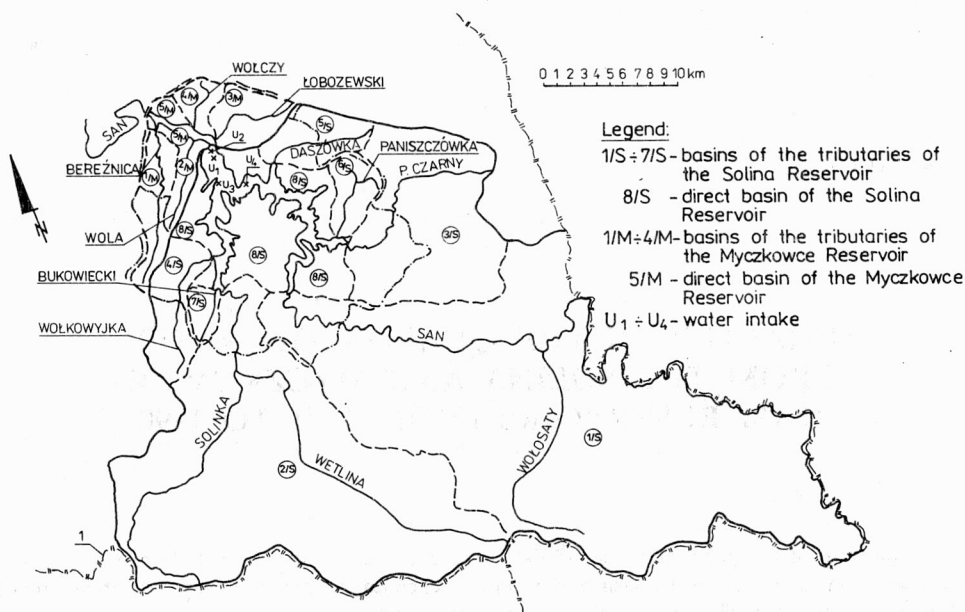 WOŁCZY
ŁOBOZEWSKI
0 1 2 3 4 5 6 7 8 9 10 km
4/M
3/M
5/M
SAN
U2
5/S
Legend:
1/S÷7/S- basins of the tributaries of
the Solina Reservoir
8/S - direct basin of the Solina
Reservoir
1/M÷4/M- basins of the tributaries of
the Myczkowce Reservoir
5/M - direct basin of the Myczkowce
Reservoir
U1 ÷ U4 - water intake
5/M
DASZÓWKA
PANISZCZÓWKA
BEREŹNICA
2/M
U1
U4
6/S
P. CZARNY
1/M
U3
8/S
WOLA
8/S
3/S
4/S
8/S
8/S
BUKOWIECKI
7/S
WOŁKOWYJKA
SAN
SOLINKA
WOŁOSATY
1/S
2/S
WETLINA
1
N